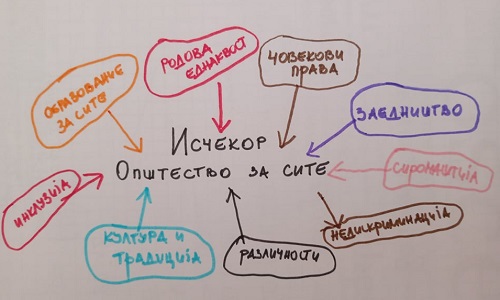 РОДОВА
ЕДНАКВОСТ
ЧОВЕКОВИ
ПРАВА
ОБРАЗОВАНИЕ
ЗА СИТЕ
ЗАЕДНИШТВО
ИСЧЕКОР
ОПШТЕСТВО ЗА СИТЕ
СИРОМАШТИЈА
ИНКЛУЗИЈА
КУЛТУРА И
ТРАДИЦИЈА
РАЗЛИЧНОСТИ
НЕДИСКРИМИНАЦИЈА